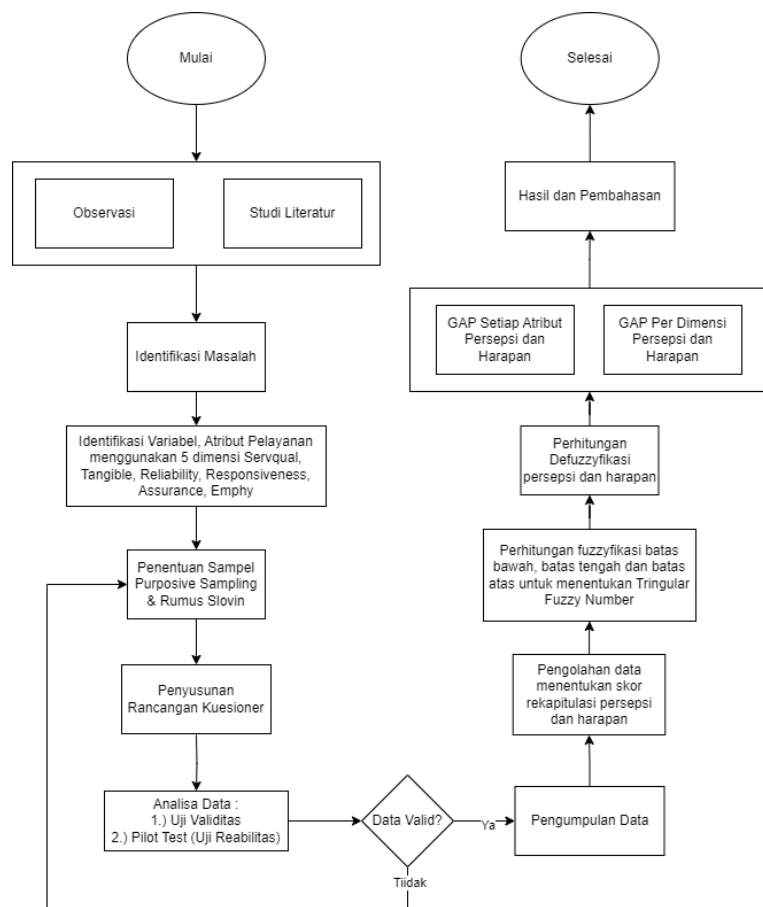 Mulai
Observasi
Studi Literatur
Identifikasi Masalah
Identifikasi Variabel, Atribut Pelayanan
menggunakan 5 dimensi Servqual,
Tangible, Reliability, Responsiveness,
Assurance, Emphy
Penentuan Sampel
Purposive Sampling
& Rumus Slovin
Penyusunan
Rancangan Kuesioner
Analisa Data :
1.) Uji Validitas
2.) Pilot Test (Uji Reabilitas)
Data Valid?
Ya
Tiidak
Pengumpulan Data
Pengolahan data
menentukan skor
rekapitulasi persepsi
dan harapan
Perhitungan fuzzyfikasi batas
bawah, batas tengah dan batas
atas untuk menentukan Tringular
Fuzzy Number
Perhitungan
Defuzzyfikasi
persepsi dan harapan
GAP Setiap Atribut
Persepsi dan
Harapan
GAP Per Dimensi
Persepsi dan
Harapan
Hasil dan Pembahasan
Selesai